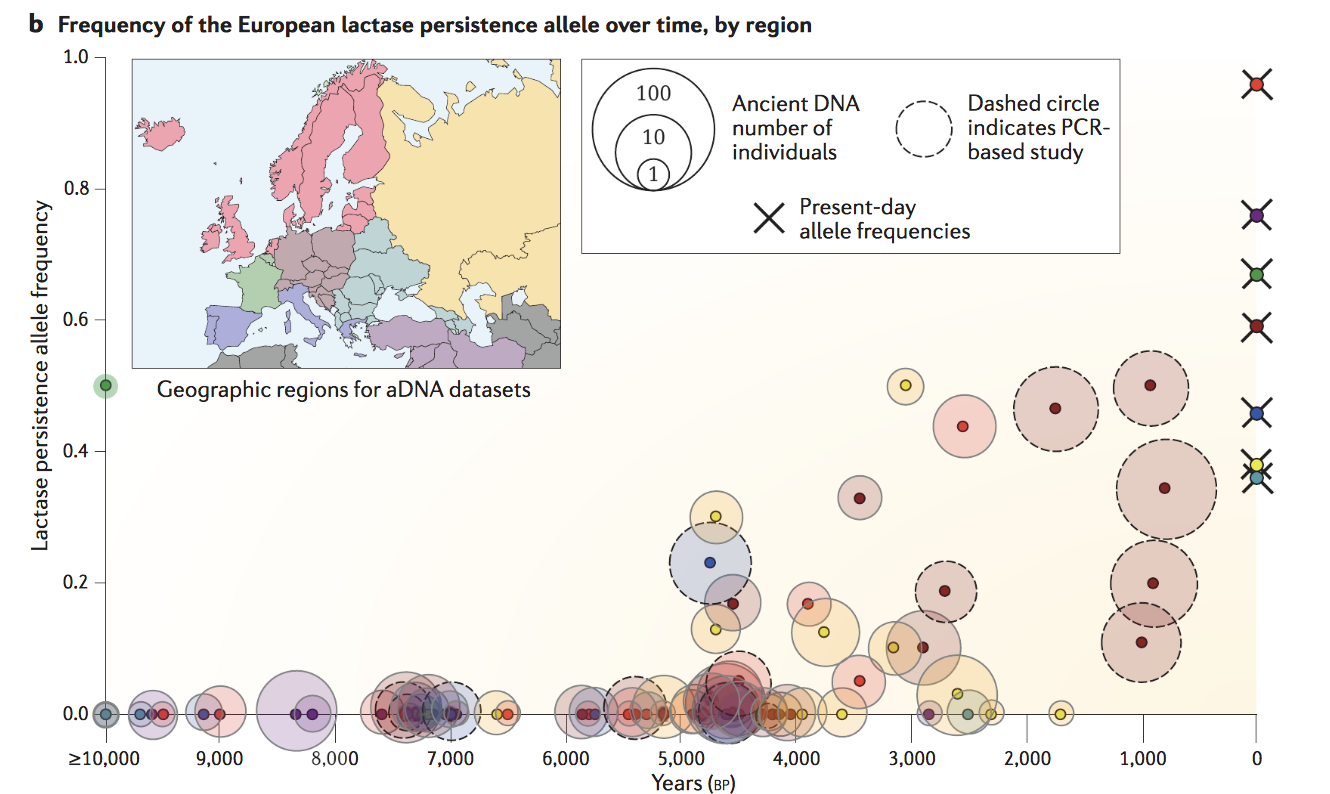 b Frequency of the European lactase persistence allele over time, by region
Lactase persistence allele frequency
1.0
0.8
0.6
0.4
0.2
0.0
Geographic regions for aDNA datasets
100
10
1
Ancient DNA
number of
individuals
Dashed circle
indicates PCR-
based study
Present-day
allele frequencies
≥10,000 9,000 8,000 7,000 6,000 5,000 4,000 3,000 2,000 1,000 0
Years (BP)